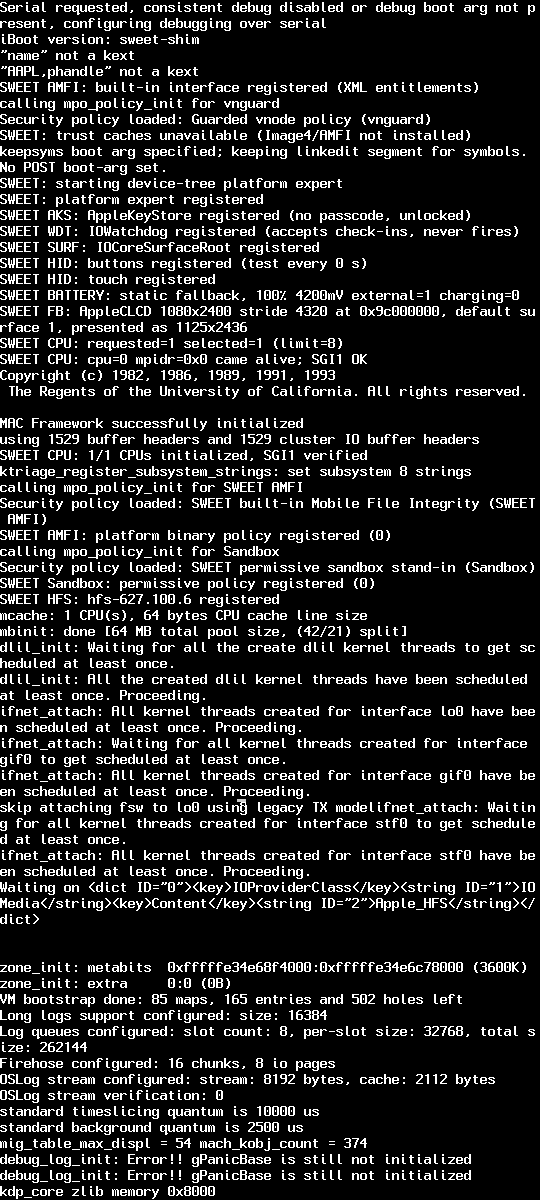 Serial requested, consistent debug disabled or debug boot arg not p
resent, configuring debugging over serial
iBoot version: sweet-shim
"name" not a kext
"AAPL,phandle" not a kext
SWEET AMFI: built-in interface registered (XML entitlements)
calling mpo_policy_init for vnguard
Security policy loaded: Guarded vnode policy (vnguard)
SWEET: trust caches unavailable (Image4/AMFI not installed)
keepsyms boot arg specified; keeping linkedit segment for symbols.
No POST boot-arg set.
SWEET: starting device-tree platform expert
SWEET: platform expert registered
SWEET AKS: AppleKeyStore registered (no passcode, unlocked)
SWEET WDT: IOWatchdog registered (accepts check-ins, never fires)
SWEET SURF: IOCoreSurfaceRoot registered
SWEET HID: buttons registered (test every 0 s)
SWEET HID: touch registered
SWEET BATTERY: static fallback, 100% 4200mV external=1 charging=0
SWEET FB: AppleCLCD 1080x2400 stride 4320 at 0x9c000000, default su
rface 1, presented as 1125x2436
SWEET CPU: requested=1 selected=1 (limit=8)
SWEET CPU: cpu=0 mpidr=0x0 came alive; SGI1 OK
Copyright (c) 1982, 1986, 1989, 1991, 1993
The Regents of the University of California. All rights reserved.
MAC Framework successfully initialized
using 1529 buffer headers and 1529 cluster IO buffer headers
SWEET CPU: 1/1 CPUs initialized, SGI1 verified
ktriage_register_subsystem_strings: set subsystem 8 strings
calling mpo_policy_init for SWEET AMFI
Security policy loaded: SWEET built-in Mobile File Integrity (SWEET
AMFI)
SWEET AMFI: platform binary policy registered (0)
calling mpo_policy_init for Sandbox
Security policy loaded: SWEET permissive sandbox stand-in (Sandbox)
SWEET Sandbox: permissive policy registered (0)
SWEET HFS: hfs-627.100.6 registered
mcache: 1 CPU(s), 64 bytes CPU cache line size
mbinit: done [64 MB total pool size, (42/21) split]
dlil_init: Waiting for all the create dlil kernel threads to get sc
heduled at least once.
dlil_init: All the created dlil kernel threads have been scheduled
at least once. Proceeding.
ifnet_attach: All kernel threads created for interface lo0 have bee
n scheduled at least once. Proceeding.
ifnet_attach: Waiting for all kernel threads created for interface
gif0 to get scheduled at least once.
ifnet_attach: All kernel threads created for interface gif0 have be
en scheduled at least once. Proceeding.
skip attaching fsw to lo0 using legacy TX modelifnet_attach: Waitin
g for all kernel threads created for interface stf0 to get schedule
d at least once.
ifnet_attach: All kernel threads created for interface stf0 have be
en scheduled at least once. Proceeding.
Waiting on <dict ID="0"><key>IOProviderClass</key><string ID="1">IO
Media</string><key>Content</key><string ID="2">Apple_HFS</string></
dict>
zone_init: metabits  0xfffffe34e68f4000:0xfffffe34e6c78000 (3600K)
zone_init: extra     0:0 (0B)
VM bootstrap done: 85 maps, 165 entries and 502 holes left
Long logs support configured: size: 16384
Log queues configured: slot count: 8, per-slot size: 32768, total s
ize: 262144
Firehose configured: 16 chunks, 8 io pages
OSLog stream configured: stream: 8192 bytes, cache: 2112 bytes
OSLog stream verification: 0
standard timeslicing quantum is 10000 us
standard background quantum is 2500 us
mig_table_max_displ = 54 mach_kobj_count = 374
debug_log_init: Error!! gPanicBase is still not initialized
debug_log_init: Error!! gPanicBase is still not initialized
kdp_core zlib memory 0x8000